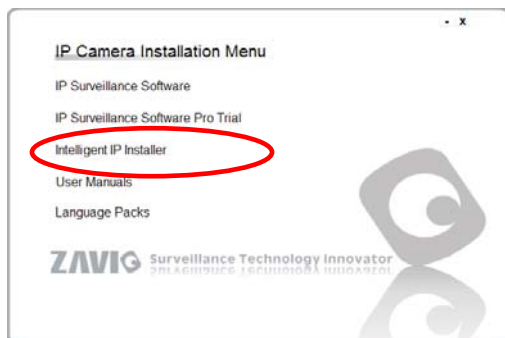 - x
IP Camera Installation Menu
IP Surveillance Software
IP Surveillance Software Pro Trial
Intelligent IP Installer
User Manuals
Language Packs
ZAVIO Surveillance Technology Innovator